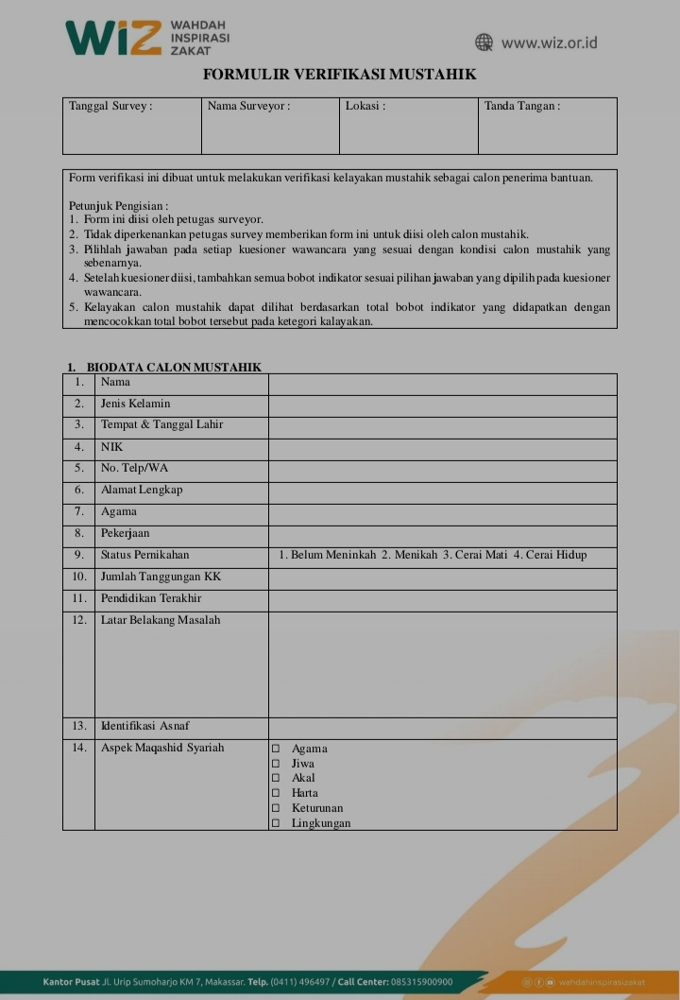 WIZ WAHDAH
INSPIRASI
ZAKAT
www.wiz.or.id
FORMULIR VERIFIKASI MUSTAHIK
Tanggal Survey : Nama Surveyor : Lokasi : Tanda Tangan :
Form verifikasi ini dibuat untuk melakukan verifikasi kelayakan mustahik sebagai calon penerima bantuan.
Petunjuk Pengisian :
1. Form ini diisi oleh petugas surveyor.
2. Tidak diperkenankan petugas survey memberikan form ini untuk diisi oleh calon mustahik.
3. Pilihlah jawaban pada setiap kuesioner wawancara yang sesuai dengan kondisi calon mustahik yang
sebenarnya.
4. Setelah kuesioner diisi, tambahkan semua bobot indikator sesuai pilihan jawaban yang dipilih pada kuesioner
wawancara.
5. Kelayakan calon mustahik dapat dilihat berdasarkan total bobot indikator yang didapatkan dengan
mencocokkan total bobot tersebut pada ketegori kalayakan.
1. BIODATA CALON MUSTAHIK
1. Nama
2. Jenis Kelamin
3. Tempat & Tanggal Lahir
4. NIK
5. No. Telp/WA
6. Alamat Lengkap
7. Agama
8. Pekerjaan
9. Status Pernikahan 1. Belum Meninkah 2. Menikah 3. Cerai Mati 4. Cerai Hidup
10. Jumlah Tanggungan KK
11. Pendidikan Terakhir
12. Latar Belakang Masalah
13. Identifikasi Asnaf
14. Aspek Maqashid Syariah ☐ Agama
☐ Jiwa
☐ Akal
☐ Harta
☐ Keturunan
☐ Lingkungan
Kantor Pusat Jl. Urip Sumoharjo KM 7, Makassar. Telp. (0411) 496497 / Call Center: 085315900900
wahdahinspirasizakat